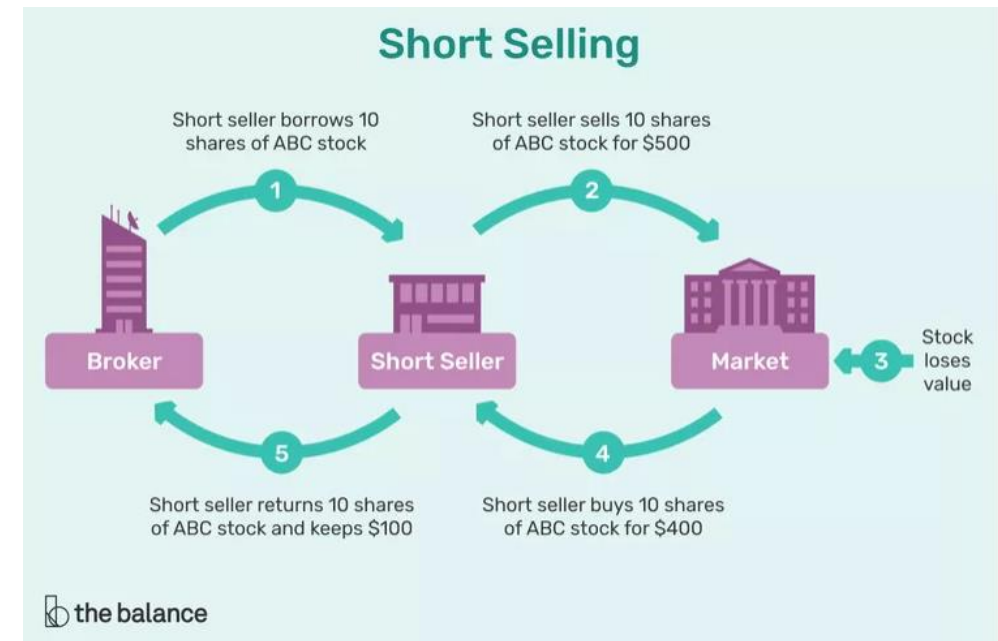 Short Selling
Short seller borrows 10
shares of ABC stock
Short seller sells 10 shares
of ABC stock for $500
1
2
Broker
Short Seller
Market
3
Stock
loses
value
5
4
Short seller returns 10 shares
of ABC stock and keeps $100
Short seller buys 10 shares
of ABC stock for $400
the balance